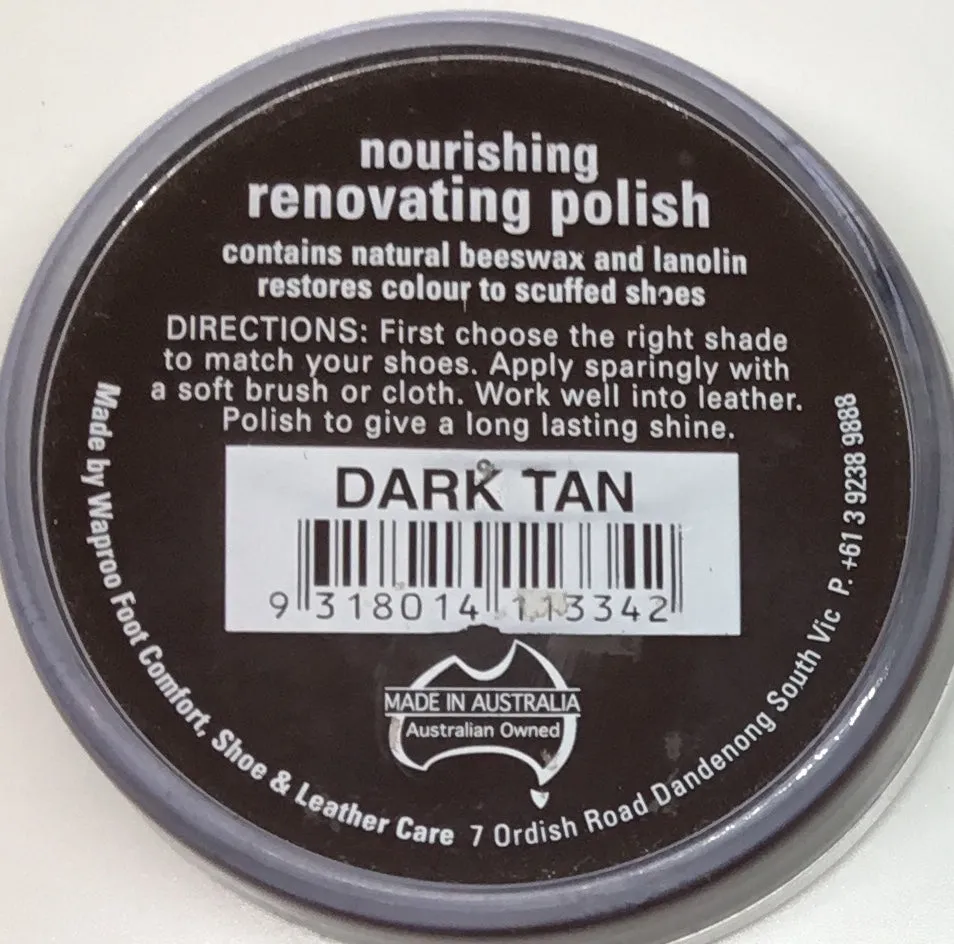 nourishing
renovating polish
contains natural beeswax and lanolin
restores colour to scuffed shoes
DIRECTIONS: First choose the right shade
to match your shoes. Apply sparingly with
a soft brush or cloth. Work well into leather.
Polish to give a long lasting shine.
DARK TAN
9 318014 113342
MADE IN AUSTRALIA
Australian Owned
Made by Waproo Foot Comfort, Shoe & Leather Care 7 Ordish Road Dandenong South Vic P. +61 3 9238 9888